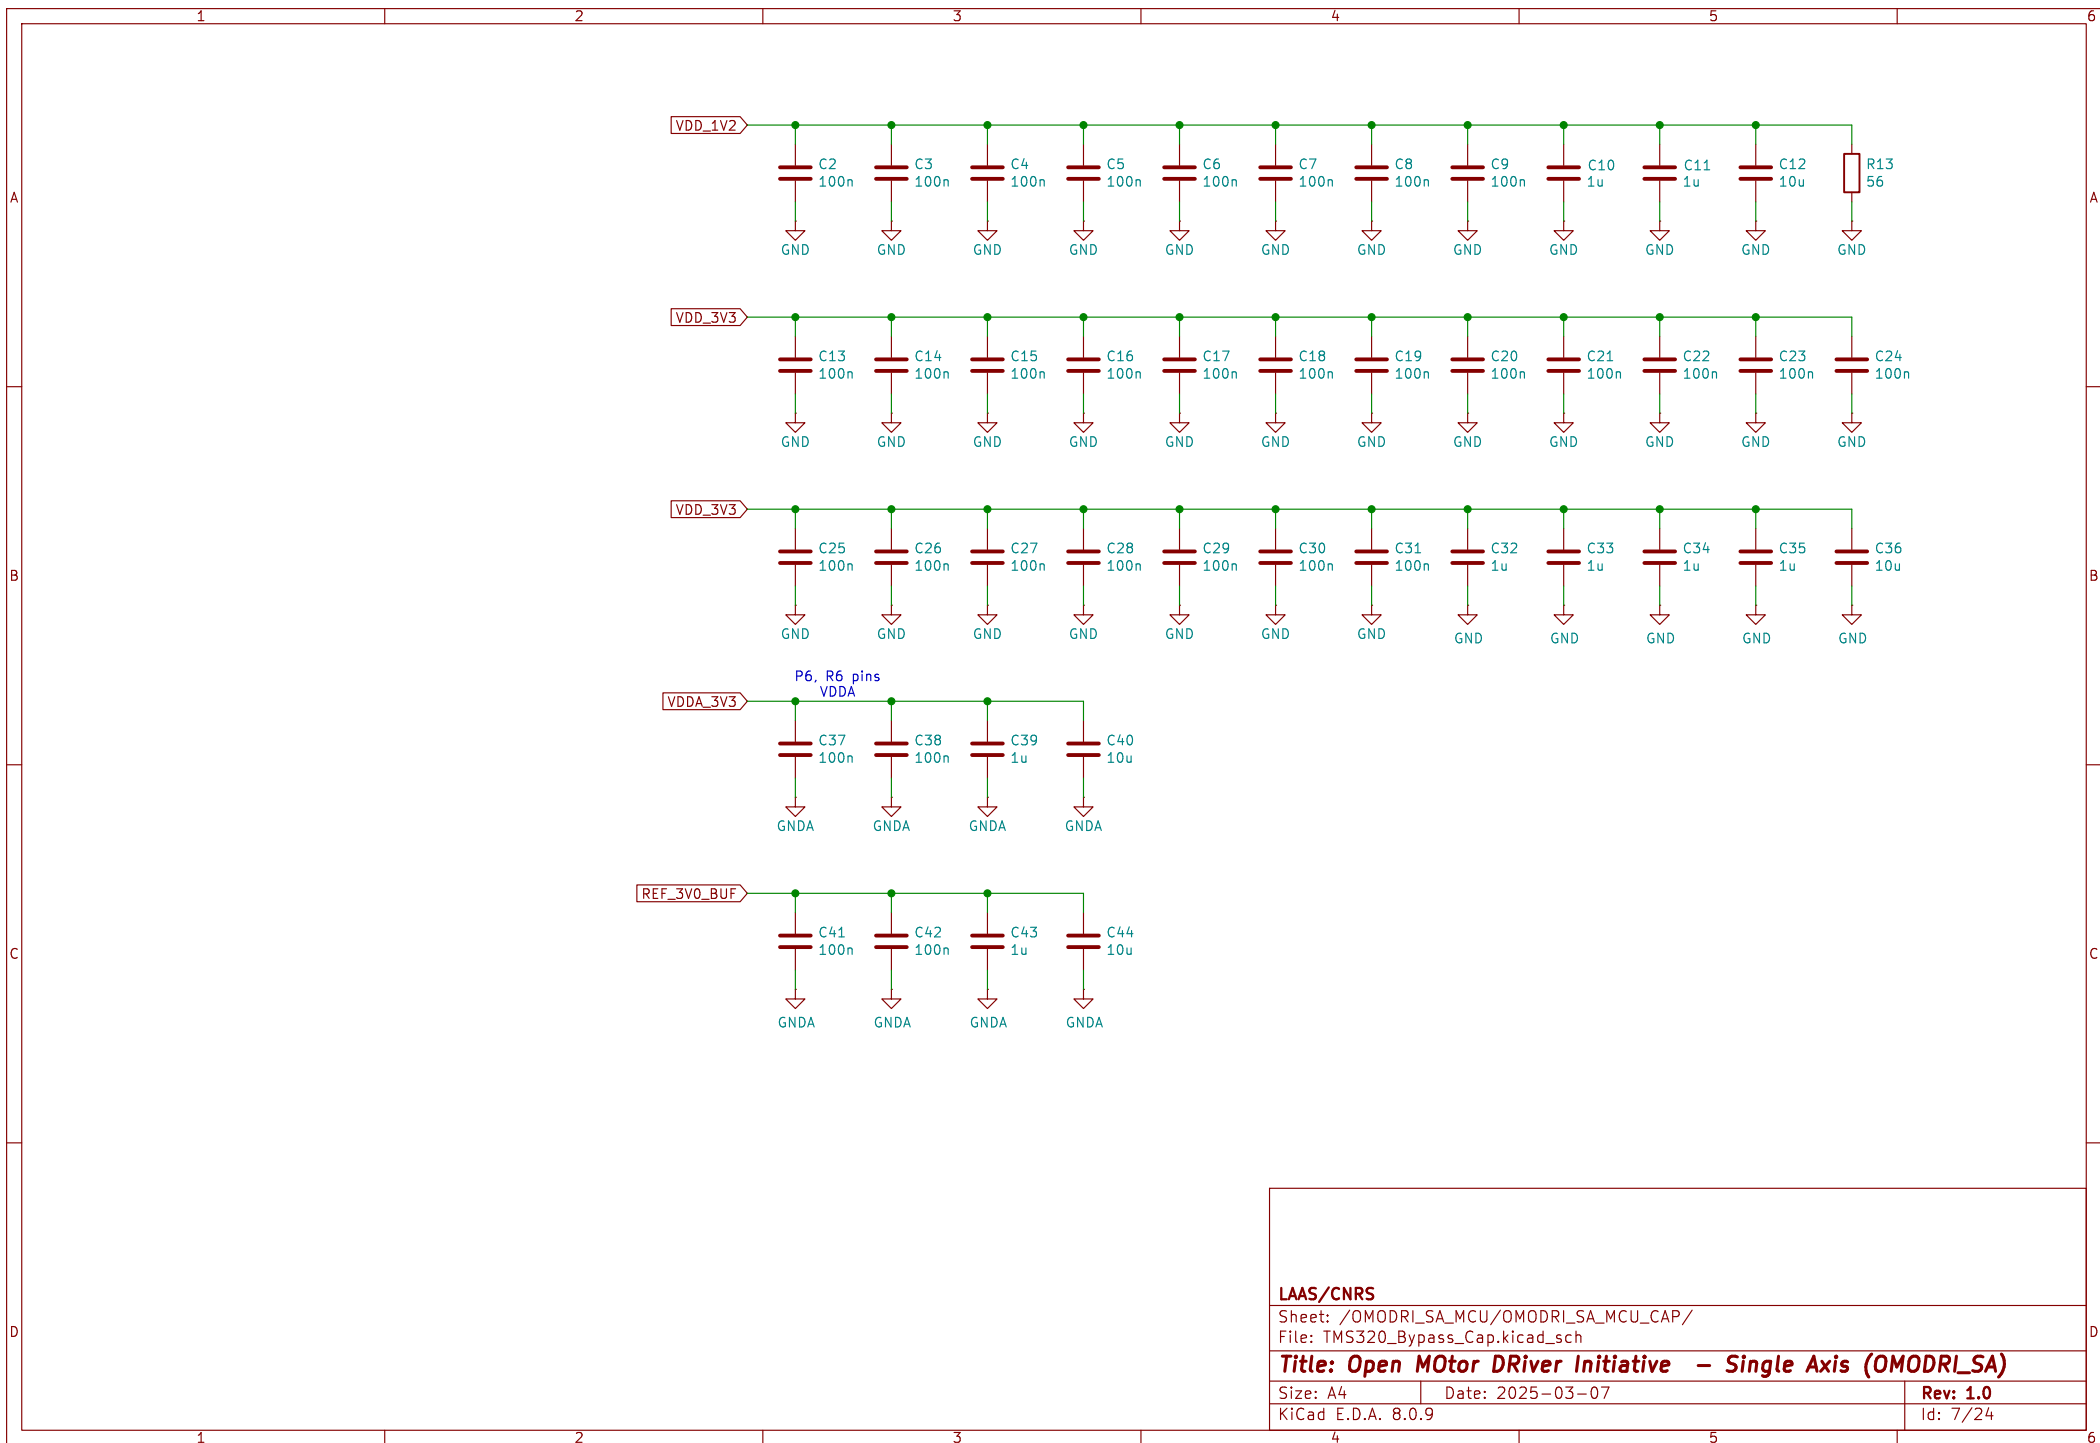 1 2 3 4 5 6
A A
VDD_1V2
C2 C3 C4 C5 C6 C7 C8 C9 C10 C11 C12 R13
100n 100n 100n 100n 100n 100n 100n 100n 1u 1u 10u 56
GND GND GND GND GND GND GND GND GND GND GND GND
VDD_3V3
C13 C14 C15 C16 C17 C18 C19 C20 C21 C22 C23 C24
100n 100n 100n 100n 100n 100n 100n 100n 100n 100n 100n 100n
GND GND GND GND GND GND GND GND GND GND GND GND
VDD_3V3
C25 C26 C27 C28 C29 C30 C31 C32 C33 C34 C35 C36
100n 100n 100n 100n 100n 100n 100n 1u 1u 1u 1u 10u
B B
GND GND GND GND GND GND GND GND GND GND GND GND
P6, R6 pins
VDDA
VDDA_3V3
C37 C38 C39 C40
100n 100n 1u 10u
GNDA GNDA GNDA GNDA
REF_3V0_BUF
C41 C42 C43 C44
100n 100n 1u 10u
C C
GNDA GNDA GNDA GNDA
LAAS/CNRS
Sheet: /OMODRI_SA_MCU/OMODRI_SA_MCU_CAP/
File: TMS320_Bypass_Cap.kicad_sch
D D
Title: Open MOtor DRiver Initiative – Single Axis (OMODRI_SA)
Size: A4 Date: 2025-03-07 Rev: 1.0
KiCad E.D.A. 8.0.9 Id: 7/24
1 2 3 4 5 6